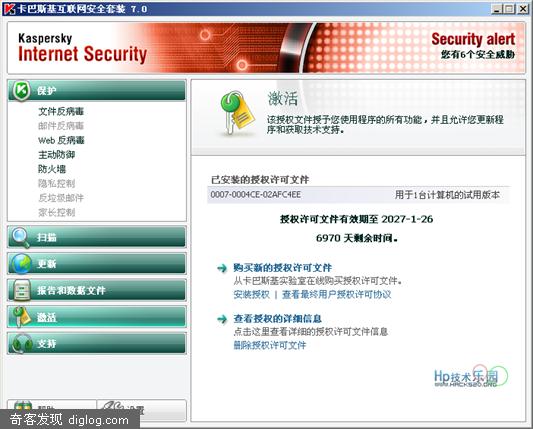 卡巴斯基互联网安全套装 7.0
Kaspersky
Internet Security
Security alert
您有6个安全威胁
保护
文件反病毒
邮件反病毒
Web 反病毒
主动防御
防火墙
隐私控制
反垃圾邮件
家长控制
扫描
更新
报告和数据文件
激活
支持
激活
该授权文件授予您使用程序的所有功能，并且允许您更新程
序和获取技术支持。
已安装的授权许可文件
0007-0004CE-02AFC4EE 用于1台计算机的试用版本
授权许可文件有效期至 2027-1-26
6970 天剩余时间。
购买新的授权许可文件
从卡巴斯基实验室在线购买授权许可文件。
安装授权 | 查看最终用户授权许可协议
查看授权的详细信息
点击这里查看详细的授权许可文件信息
删除授权许可文件
Hp技术乐园
WWW.HACK520.ORG
设置
奇客发现 diglog.com